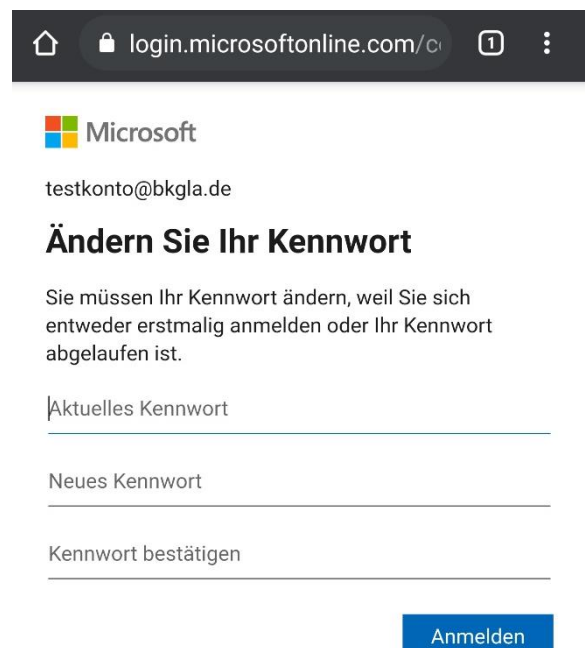 login.microsoftonline.com/c
1
Microsoft
testkonto@bkgla.de
Ändern Sie Ihr Kennwort
Sie müssen Ihr Kennwort ändern, weil Sie sich
entweder erstmalig anmelden oder Ihr Kennwort
abgelaufen ist.
Aktuelles Kennwort
Neues Kennwort
Kennwort bestätigen
Anmelden